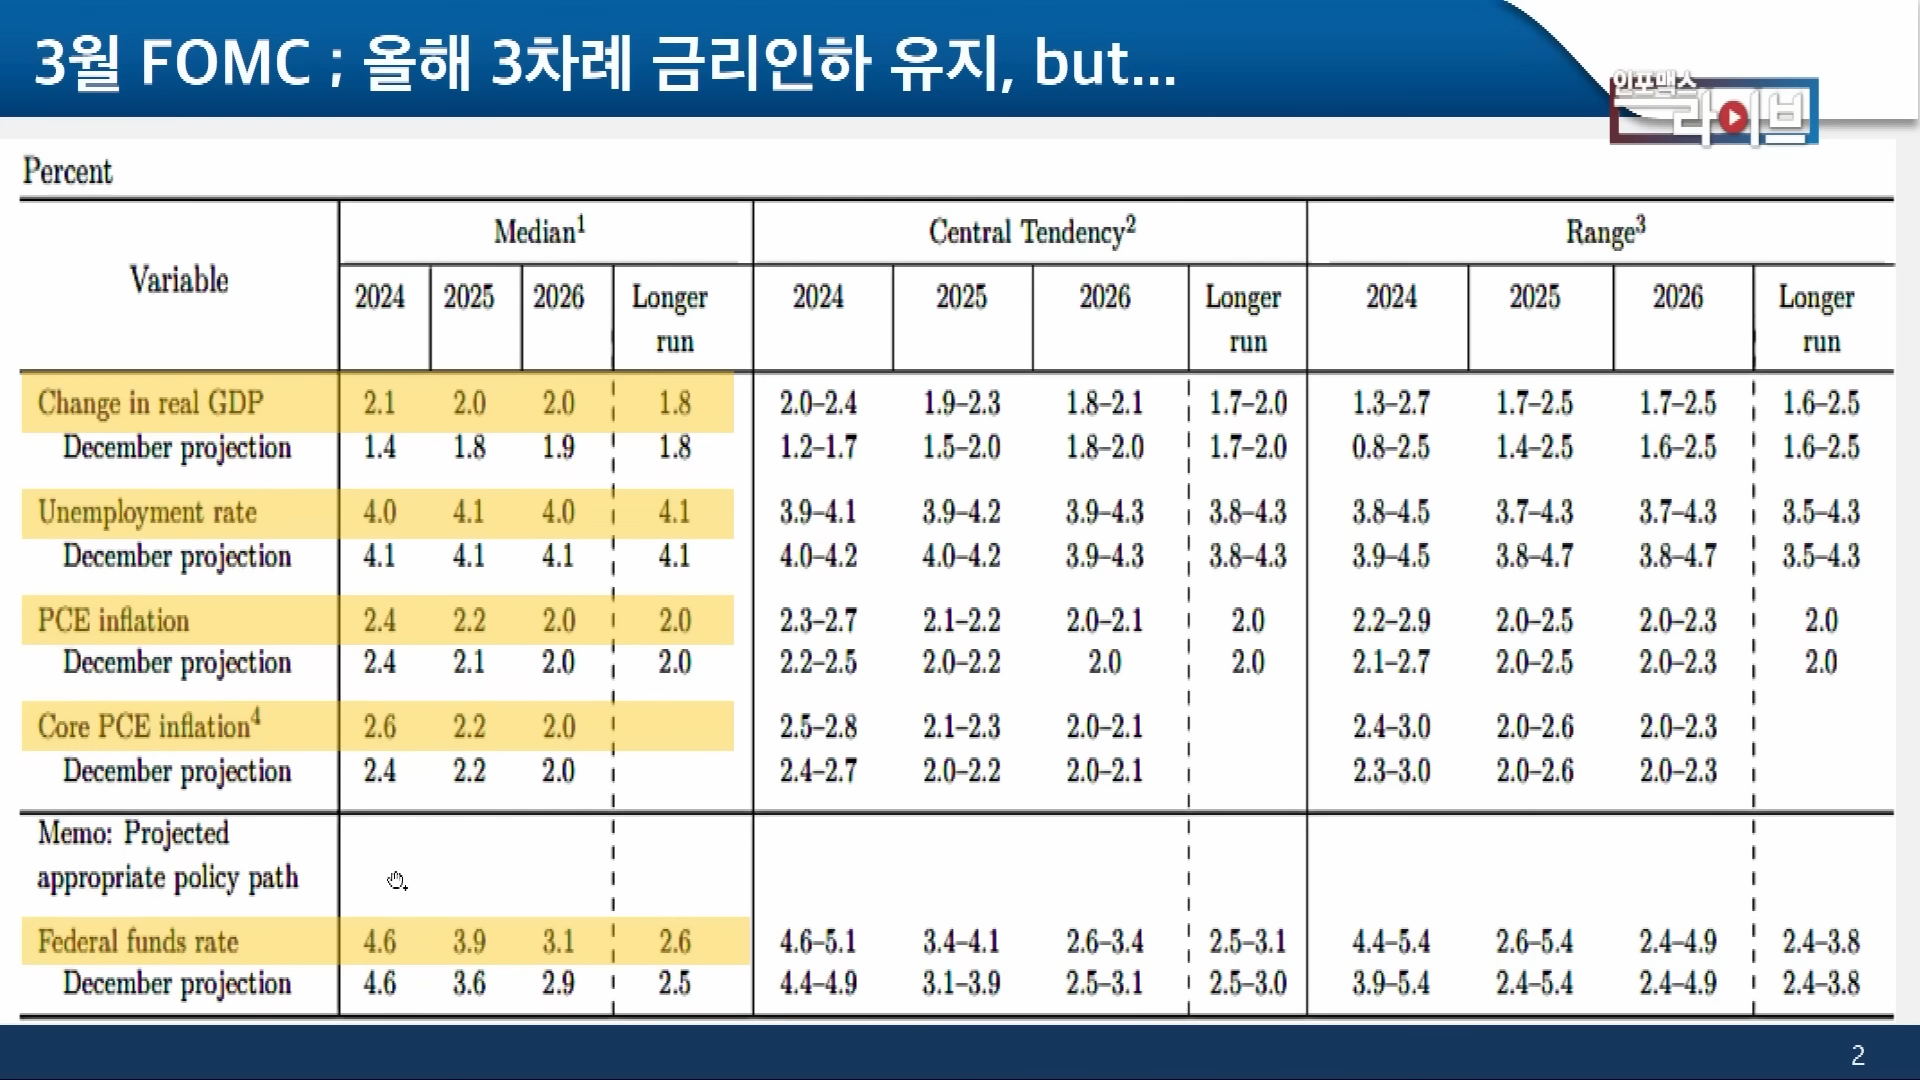 3월 FOMC ; 올해 3차례 금리인하 유지, but...
인포맥스
라이브
Percent
Variable Median1 Central Tendency2 Range3
2024 2025 2026 Longer run 2024 2025 2026 Longer run 2024 2025 2026 Longer run
Change in real GDP 2.1 2.0 2.0 1.8 2.0–2.4 1.9–2.3 1.8–2.1 1.7–2.0 1.3–2.7 1.7–2.5 1.7–2.5 1.6–2.5
December projection 1.4 1.8 1.9 1.8 1.2–1.7 1.5–2.0 1.8–2.0 1.7–2.0 0.8–2.5 1.4–2.5 1.6–2.5 1.6–2.5
Unemployment rate 4.0 4.1 4.0 4.1 3.9–4.1 3.9–4.2 3.9–4.3 3.8–4.3 3.8–4.5 3.7–4.3 3.7–4.3 3.5–4.3
December projection 4.1 4.1 4.1 4.1 4.0–4.2 4.0–4.2 3.9–4.3 3.8–4.3 3.9–4.5 3.8–4.7 3.8–4.7 3.5–4.3
PCE inflation 2.4 2.2 2.0 2.0 2.3–2.7 2.1–2.2 2.0–2.1 2.0 2.2–2.9 2.0–2.5 2.0–2.3 2.0
December projection 2.4 2.1 2.0 2.0 2.2–2.5 2.0–2.2 2.0 2.0 2.1–2.7 2.0–2.5 2.0–2.3 2.0
Core PCE inflation4 2.6 2.2 2.0 2.5–2.8 2.1–2.3 2.0–2.1 2.4–3.0 2.0–2.6 2.0–2.3
December projection 2.4 2.2 2.0 2.4–2.7 2.0–2.2 2.0–2.1 2.3–3.0 2.0–2.6 2.0–2.3
Memo: Projected
appropriate policy path
Federal funds rate 4.6 3.9 3.1 2.6 4.6–5.1 3.4–4.1 2.6–3.4 2.5–3.1 4.4–5.4 2.6–5.4 2.4–4.9 2.4–3.8
December projection 4.6 3.6 2.9 2.5 4.4–4.9 3.1–3.9 2.5–3.1 2.5–3.0 3.9–5.4 2.4–5.4 2.4–4.9 2.4–3.8
2